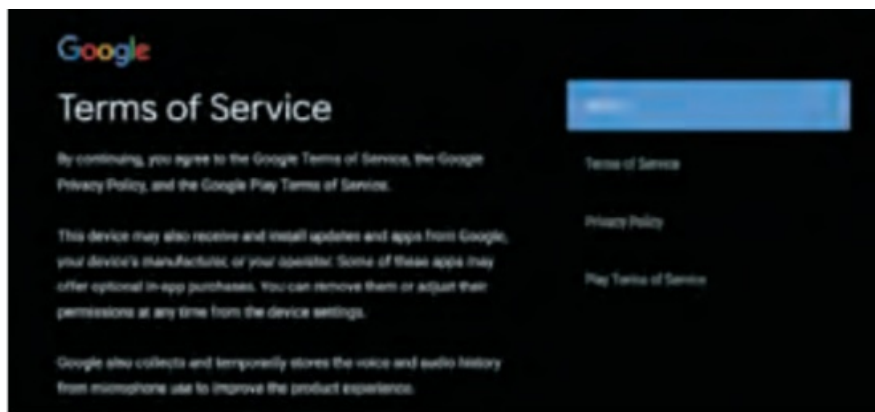 Google
Terms of Service
By continuing, you agree to the Google Terms of Service, the Google
Privacy Policy, and the Google Play Terms of Service.
This device may also receive and install updates and apps from Google,
your device's manufacturer, or your operator. Some of these apps may
offer optional in-app purchases. You can remove them or adjust their
permissions at any time from the device settings.
Google also collects and temporarily stores the voice and audio history
from microphone use to improve the product experience.
Terms of Service
Privacy Policy
Play Terms of Service